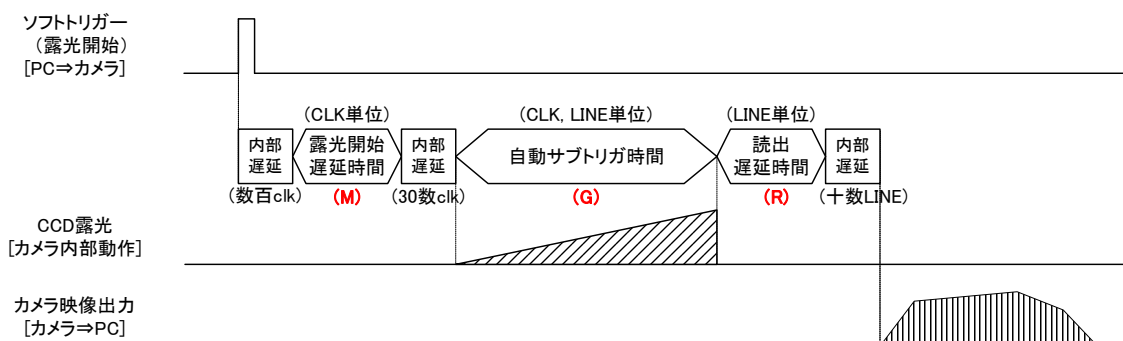 ソフトトリガー
（露光開始）
[PC⇒カメラ]
(CLK単位)
(CLK, LINE単位)
(LINE単位)
内部
遅延
露光開始
遅延時間
内部
遅延
自動サブトリガ時間
読出
遅延時間
内部
遅延
(数百clk)
(M)
(30数clk)
(G)
(R)
(十数LINE)
CCD露光
[カメラ内部動作]
カメラ映像出力
[カメラ⇒PC]